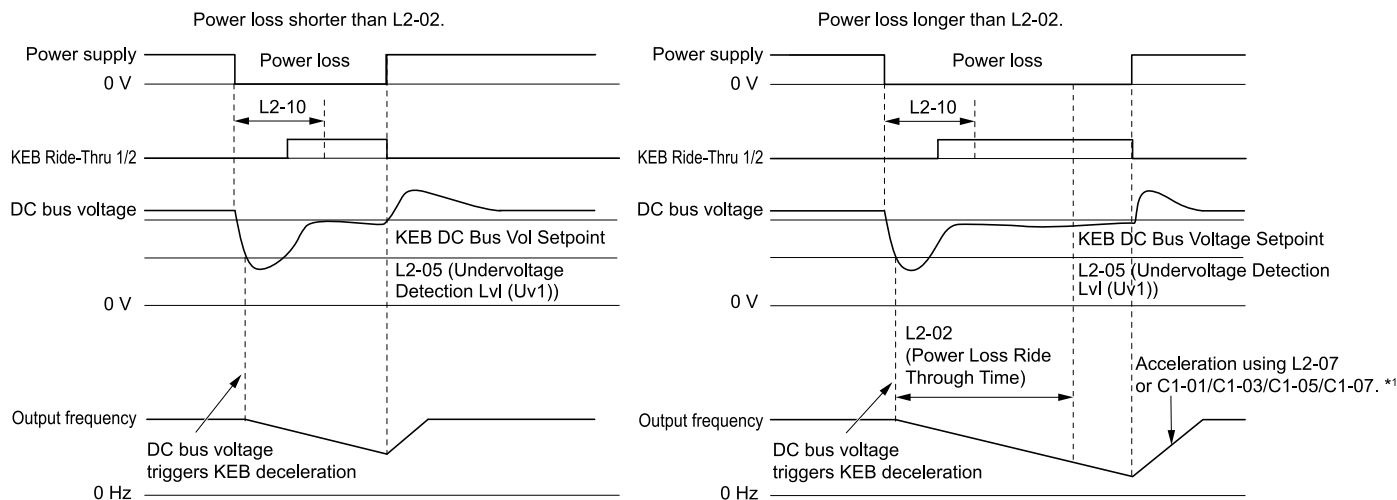 Power loss shorter than L2-02.
Power supply
Power loss
0 V
L2-10
KEB Ride-Thru 1/2
DC bus voltage
KEB DC Bus Vol Setpoint
L2-05 (Undervoltage
Detection Lvl (Uv1))
0 V
Output frequency
DC bus voltage
triggers KEB deceleration
0 Hz
Power loss longer than L2-02.
Power supply
Power loss
0 V
L2-10
KEB Ride-Thru 1/2
DC bus voltage
KEB DC Bus Voltage Setpoint
L2-05 (Undervoltage Detection
Lvl (Uv1))
0 V
L2-02
(Power Loss Ride
Through Time)
Acceleration using L2-07
or C1-01/C1-03/C1-05/C1-07. *1
Output frequency
DC bus voltage
triggers KEB deceleration
0 Hz